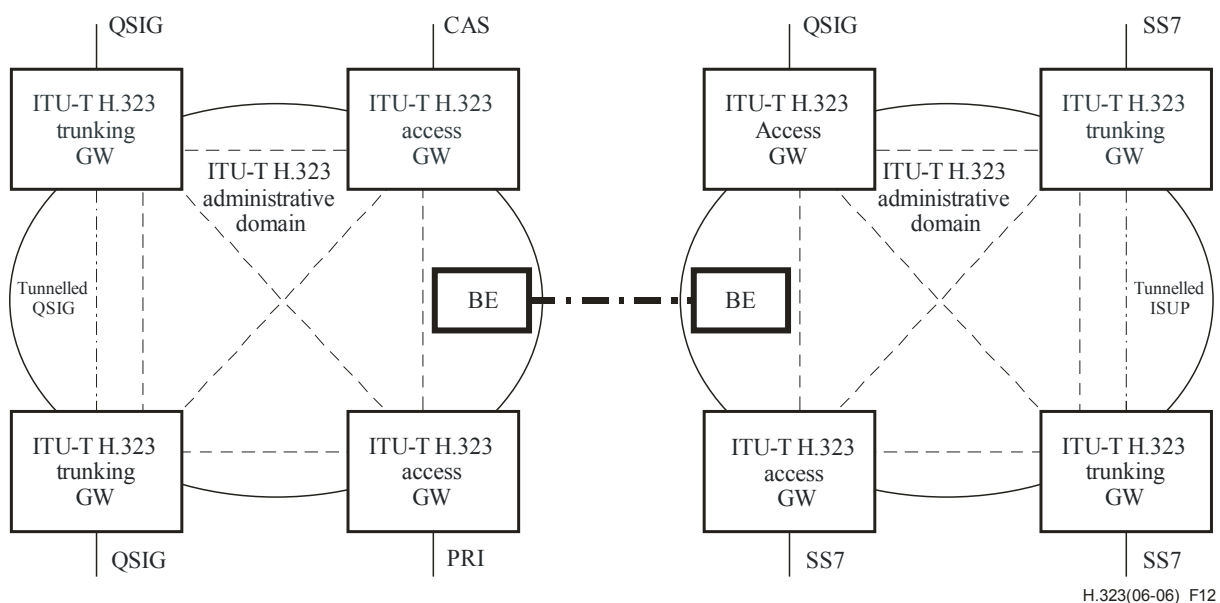 QSIG
CAS
QSIG
SS7
ITU-T H.323
trunking
GW
ITU-T H.323
access
GW
ITU-T H.323
Access
GW
ITU-T H.323
trunking
GW
ITU-T H.323
administrative
domain
ITU-T H.323
administrative
domain
Tunnelled
QSIG
BE
BE
Tunnelled
ISUP
ITU-T H.323
trunking
GW
ITU-T H.323
access
GW
ITU-T H.323
access
GW
ITU-T H.323
trunking
GW
QSIG
PRI
SS7
SS7
H.323(06-06)_F12